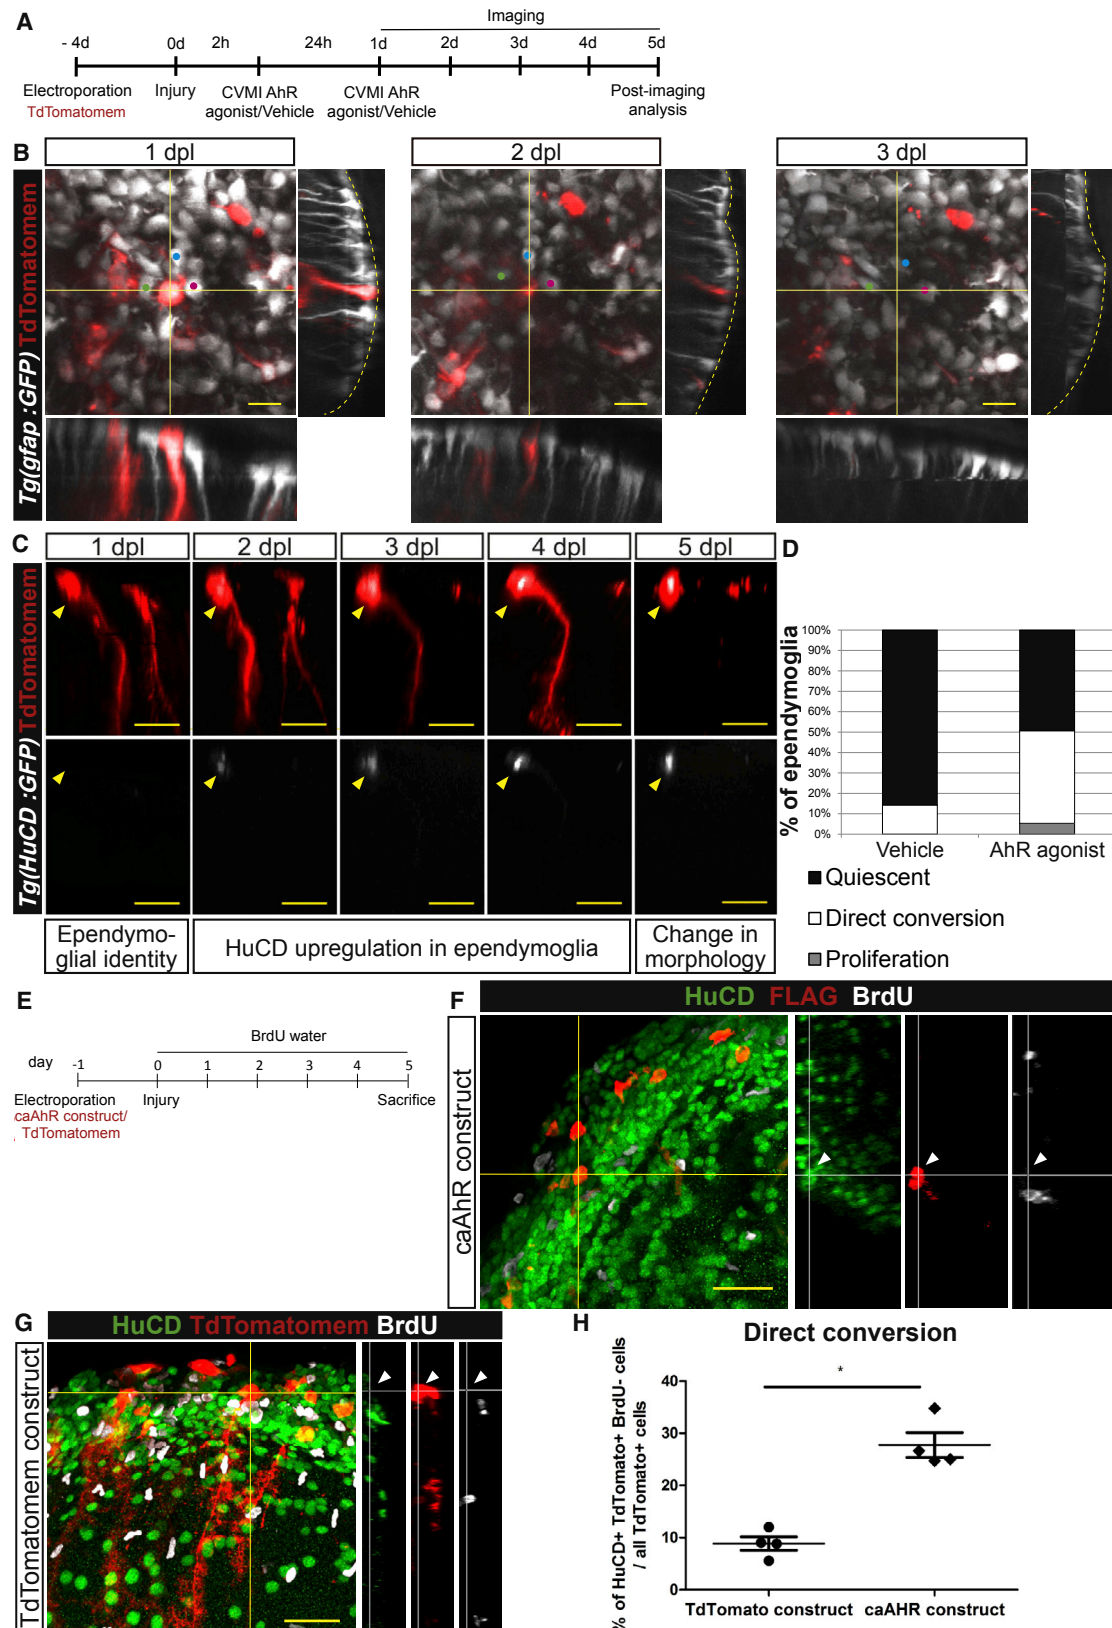 A
Imaging
- 4d 0d 2h 24h 1d 2d 3d 4d 5d
Electroporation Injury CVMI AhR CVMI AhR Post-imaging
TdTomatomem agonist/Vehicle agonist/Vehicle analysis
B
1 dpl 2 dpl 3 dpl
Tg(gfap :GFP) TdTomatomem
C
1 dpl 2 dpl 3 dpl 4 dpl 5 dpl
Tg(HuCD :GFP) TdTomatomem
Ependymo-
glial identity
HuCD upregulation in ependymoglia
Change in
morphology
D
% of ependymoglia
100%
90%
80%
70%
60%
50%
40%
30%
20%
10%
0%
Vehicle AhR agonist
Quiescent
Direct conversion
Proliferation
E
BrdU water
day -1 0 1 2 3 4 5
Electroporation Injury Sacrifice
caAhR construct/
TdTomatomem
F
HuCD FLAG BrdU
caAhR construct
G
HuCD TdTomatomem BrdU
TdTomatomem construct
H
Direct conversion
*
% of HuCD+ TdTomato+ BrdU- cells
/ all TdTomato+ cells
40
30
20
10
0
TdTomato construct caAHR construct